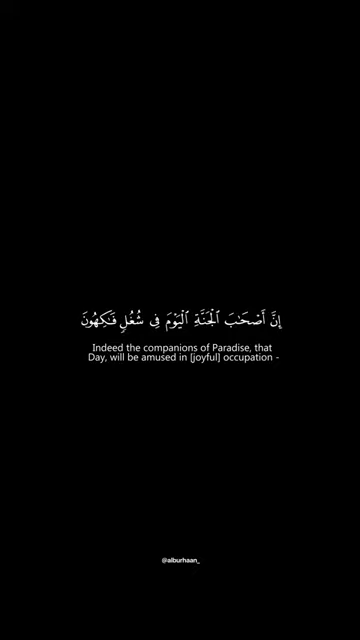 إِنَّ أَصْحَٰبَ ٱلْجَنَّةِ ٱلْيَوْمَ فِى شُغُلٍ فَٰكِهُونَ
Indeed the companions of Paradise, that
Day, will be amused in [joyful] occupation -
@alburhaan_